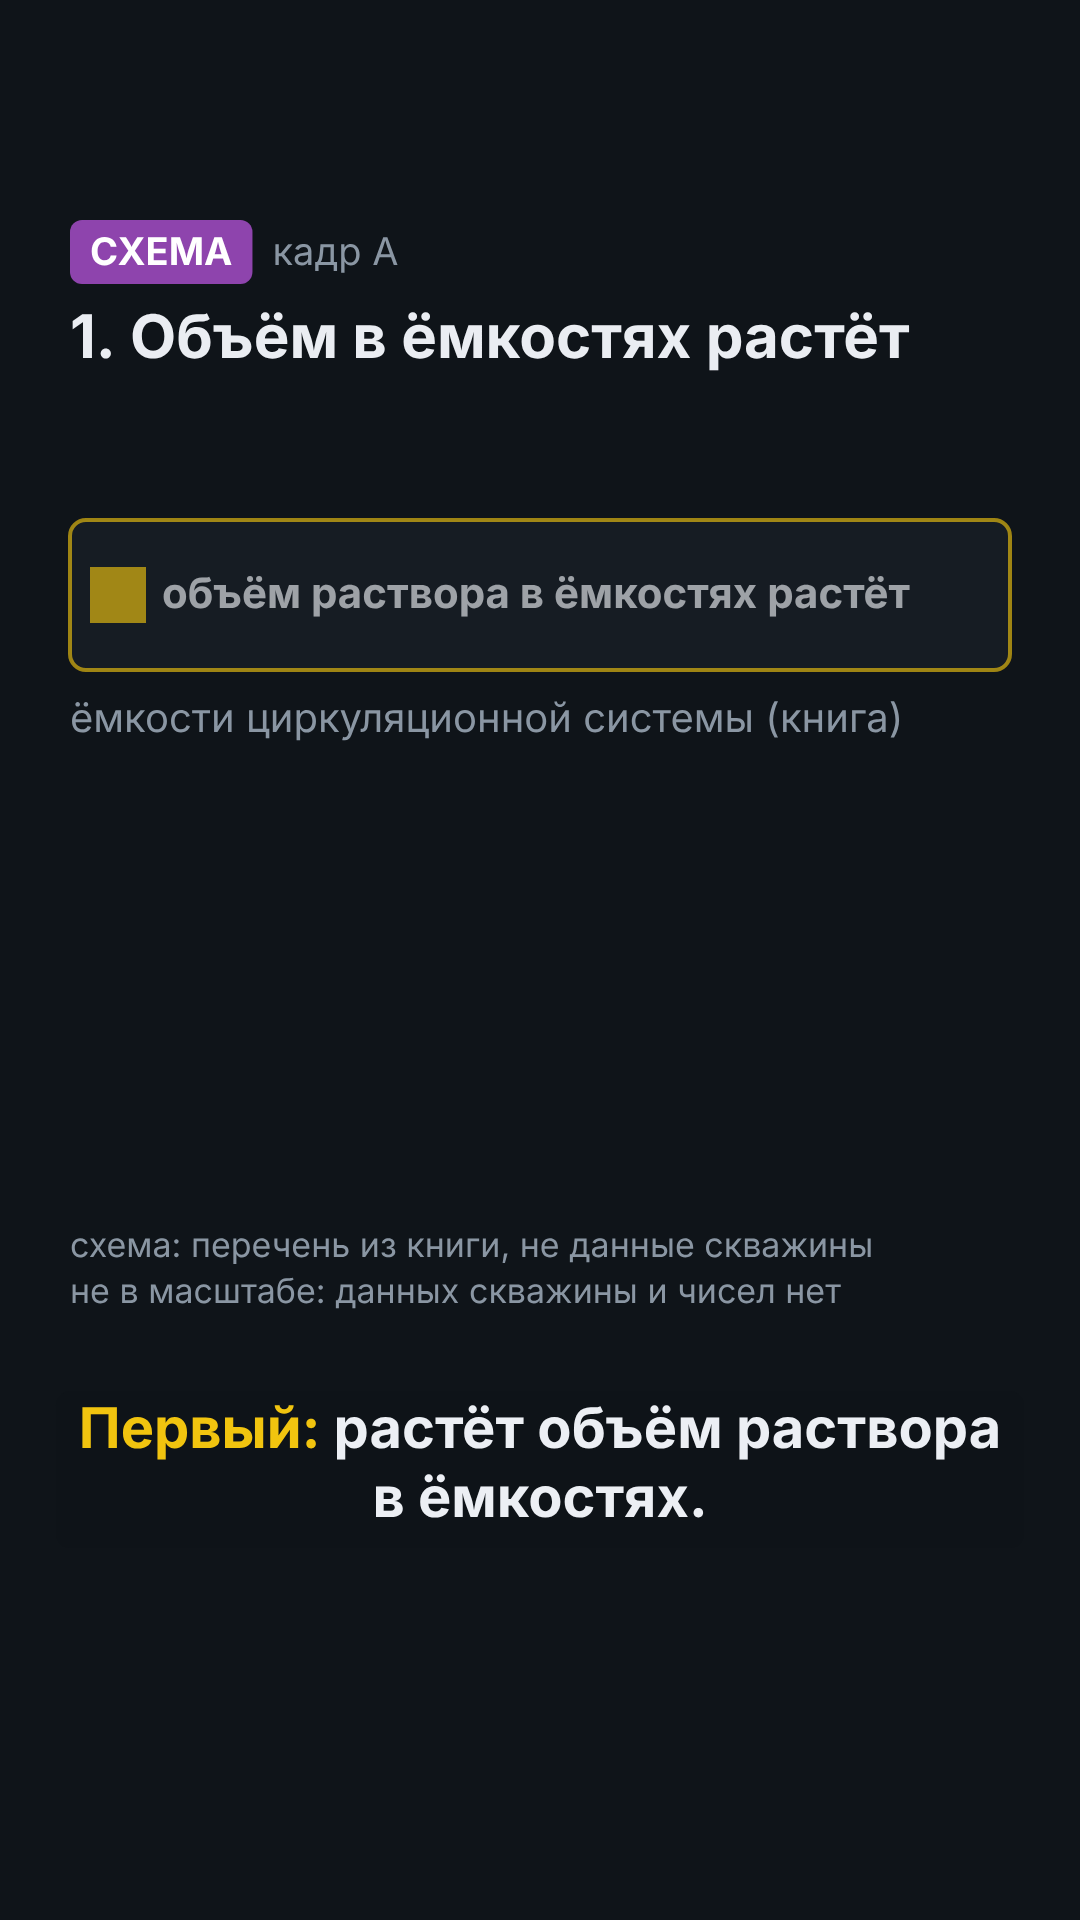 СХЕМА кадр А
1. Объём в ёмкостях растёт
объём раствора в ёмкостях растёт
ёмкости циркуляционной системы (книга)
схема: перечень из книги, не данные скважины
не в масштабе: данных скважины и чисел нет
Первый: растёт объём раствора
в ёмкостях.